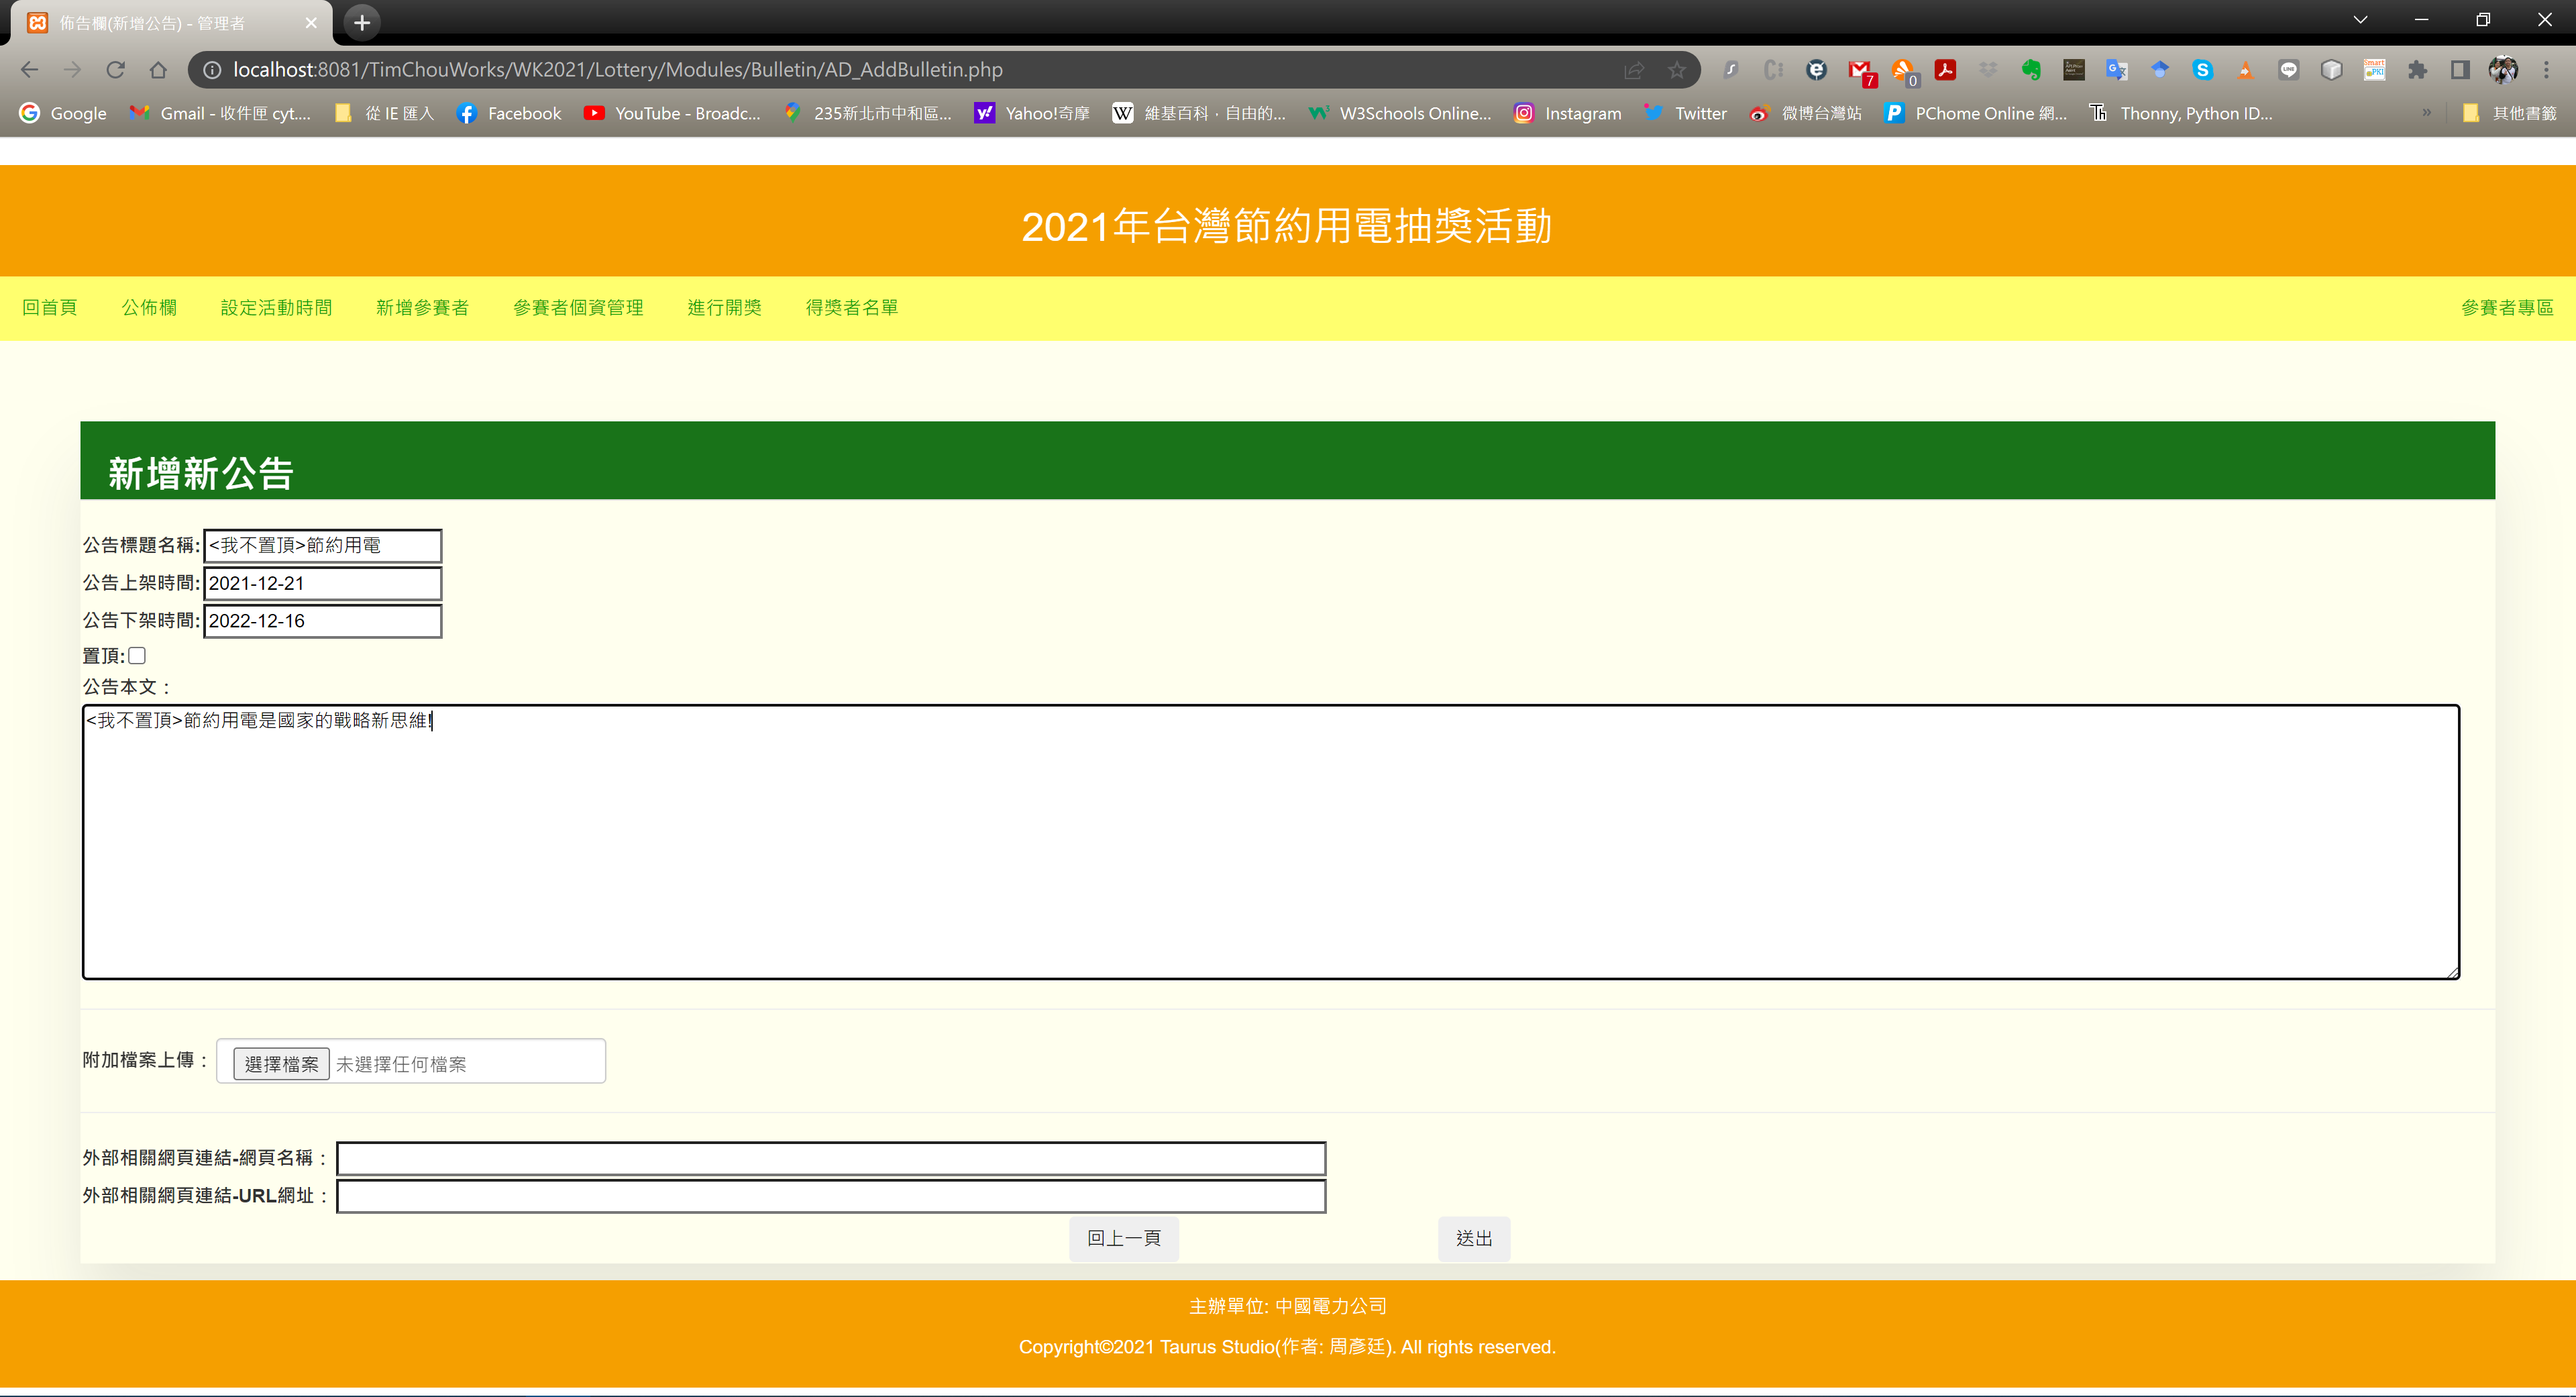 佈告欄(新增公告) - 管理者
localhost:8081/TimChouWorks/WK2021/Lottery/Modules/Bulletin/AD_AddBulletin.php
7
0
Google
Gmail - 收件匣 cyt....
從 IE 匯入
Facebook
YouTube - Broadc...
235新北市中和區...
Yahoo!奇摩
維基百科，自由的...
W3Schools Online...
Instagram
Twitter
微博台灣站
PChome Online 網...
Thonny, Python ID...
»
其他書籤
2021年台灣節約用電抽獎活動
回首頁 公佈欄 設定活動時間 新增參賽者 參賽者個資管理 進行開獎 得獎者名單 參賽者專區
新增新公告
公告標題名稱: <我不置頂>節約用電
公告上架時間: 2021-12-21
公告下架時間: 2022-12-16
置頂:
公告本文：
<我不置頂>節約用電是國家的戰略新思維!
附加檔案上傳： 選擇檔案 未選擇任何檔案
外部相關網頁連結-網頁名稱：
外部相關網頁連結-URL網址：
回上一頁 送出
主辦單位: 中國電力公司
Copyright©2021 Taurus Studio(作者: 周彥廷). All rights reserved.